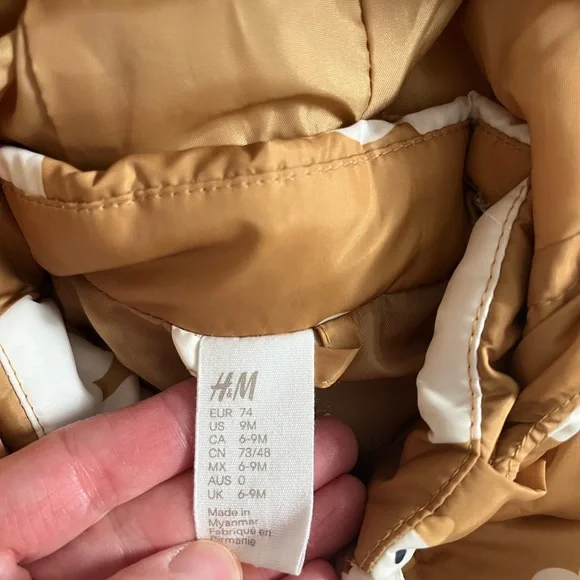 H&M
EUR 74
US 9M
CA 6-9M
CN 73/48
MX 6-9M
AUS 0
UK 6-9M
Made in
Myanmar
Fabriqué en
Birmanie